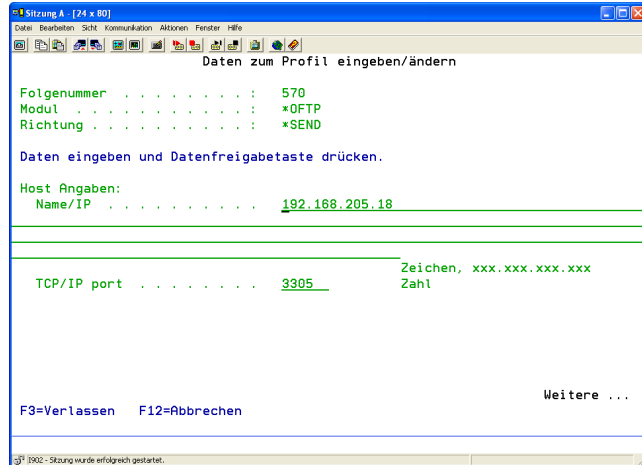 Sitzung A - [24 x 80]
Datei Bearbeiten Sicht Kommunikation Aktionen Fenster Hilfe
Daten zum Profil eingeben/ändern
Folgenummer . . . . . . . . : 570
Modul . . . . . . . . . . . : *OFTP
Richtung . . . . . . . . . . : *SEND
Daten eingeben und Datenfreigabetaste drücken.
Host Angaben:
Name/IP . . . . . . . . . . 192.168.205.18
Zeichen, xxx.xxx.xxx.xxx
TCP/IP port . . . . . . . . 3305 Zahl
Weitere ...
F3=Verlassen F12=Abbrechen
I902 - Sitzung wurde erfolgreich gestartet.